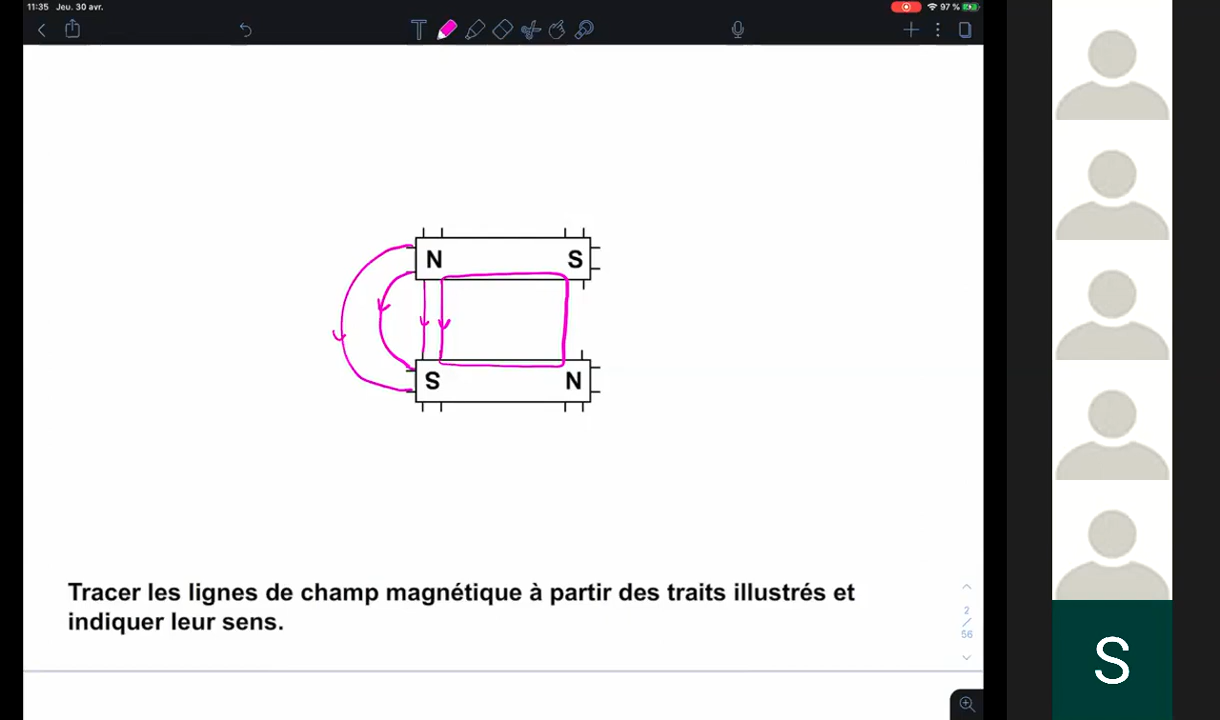 11:35 Jeu. 30 avr.
97 %
T
N S
S N
Tracer les lignes de champ magnétique à partir des traits illustrés et
indiquer leur sens.
2
/
56
S